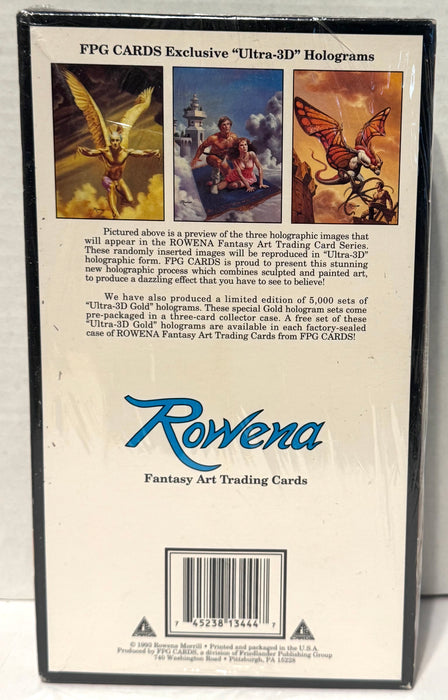 FPG CARDS Exclusive “Ultra-3D” Holograms
Pictured above is a preview of the three holographic images that
will appear in the ROWENA Fantasy Art Trading Card Series.
These randomly inserted images will be reproduced in “Ultra-3D”
holographic form. FPG CARDS is proud to present this stunning
new holographic process which combines sculpted and painted art,
to produce a dazzling effect that you have to see to believe!
We have also produced a limited edition of 5,000 sets of
“Ultra-3D Gold” holograms. These special Gold hologram sets come
pre-packaged in a three-card collector case. A free set of these
“Ultra-3D Gold” holograms are available in each factory-sealed
case of ROWENA Fantasy Art Trading Cards from FPG CARDS!
Rowena
Fantasy Art Trading Cards
7 45238 13444 7
© 1993 Rowena Morrill • Printed and packaged in the U.S.A.
Produced by FPG CARDS, a division of Friedlander Publishing Group
740 Washington Road • Pittsburgh, PA 15228